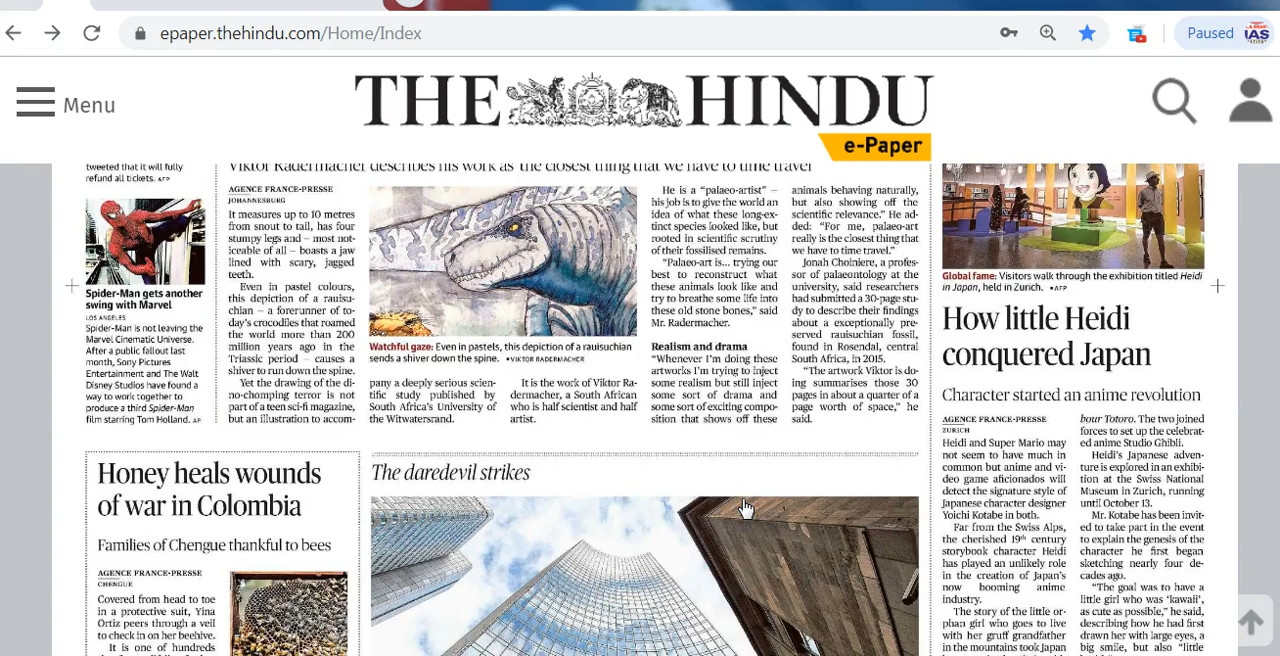 epaper.thehindu.com/Home/Index
Paused
IAS
Menu
THE HINDU
e-Paper
tweeted that it will fully
refund all tickets. AFP
Spider-Man gets another
swing with Marvel
LOS ANGELES
Spider-Man is not leaving the
Marvel Cinematic Universe.
After a public fallout last
month, Sony Pictures
Entertainment and The Walt
Disney Studios have found a
way to work together to
produce a third Spider-Man
film starring Tom Holland. AP
Viktor Radermacher describes his work as 'the closest thing that we have to time travel'
AGENCE FRANCE-PRESSE
JOHANNESBURG
It measures up to 10 metres
from snout to tail, has four
stumpy legs and – most not-
iceable of all – boasts a jaw
lined with scary, jagged
teeth.
Even in pastel colours,
this depiction of a rauisu-
chian – a forerunner of to-
day's crocodiles that roamed
the world more than 200
million years ago in the
Triassic period – causes a
shiver to run down the spine.
Yet the drawing of the di-
no-chomping terror is not
part of a teen sci-fi magazine,
but an illustration to accom-
Watchful gaze: Even in pastels, this depiction of a rauisuchian
sends a shiver down the spine. •VIKTOR RADERMACHER
pany a deeply serious scien-
tific study published by
South Africa's University of
the Witwatersrand.
It is the work of Viktor Ra-
dermacher, a South African
who is half scientist and half
artist.
He is a "palaeo-artist" –
his job is to give the world an
idea of what these long-ex-
tinct species looked like, but
rooted in scientific scrutiny
of their fossilised remains.
"Palaeo-art is... trying our
best to reconstruct what
these animals look like and
try to breathe some life into
these old stone bones," said
Mr. Radermacher.
Realism and drama
"Whenever I'm doing these
artworks I'm trying to inject
some realism but still inject
some sort of drama and
some sort of exciting compo-
sition that shows off these
animals behaving naturally,
but also showing off the
scientific relevance." He ad-
ded: "For me, palaeo-art
really is the closest thing that
we have to time travel."
Jonah Choiniere, a profes-
sor of palaeontology at the
university, said researchers
had submitted a 30-page stu-
dy to describe their findings
about a exceptionally pre-
served rauisuchian fossil,
found in Rosendal, central
South Africa, in 2015.
"The artwork Viktor is do-
ing summarises those 30
pages in about a quarter of a
page worth of space," he
said.
Global fame: Visitors walk through the exhibition titled Heidi
in Japan, held in Zurich. •AFP
How little Heidi
conquered Japan
Character started an anime revolution
AGENCE FRANCE-PRESSE
ZURICH
Heidi and Super Mario may
not seem to have much in
common but anime and vi-
deo game aficionados will
detect the signature style of
Japanese character designer
Yoichi Kotabe in both.
Far from the Swiss Alps,
the cherished 19th century
storybook character Heidi
has played an unlikely role
in the creation of Japan's
now booming anime
industry.
The story of the little or-
phan girl who goes to live
with her gruff grandfather
in the mountains took Japan
bour Totoro. The two joined
forces to set up the celebrat-
ed anime Studio Ghibli.
Heidi's Japanese adven-
ture is explored in an exhibi-
tion at the Swiss National
Museum in Zurich, running
until October 13.
Mr. Kotabe has been invit-
ed to take part in the event
to explain the genesis of the
character he first began
sketching nearly four de-
cades ago.
"The goal was to have a
little girl who was 'kawaii',
as cute as possible," he said,
describing how he had first
drawn her with large eyes, a
big smile, but also "little
Honey heals wounds
of war in Colombia
Families of Chengue thankful to bees
AGENCE FRANCE-PRESSE
CHENGUE
Covered from head to toe
in a protective suit, Yina
Ortiz peers through a veil
to check in on her beehive.
It is one of hundreds
The daredevil strikes